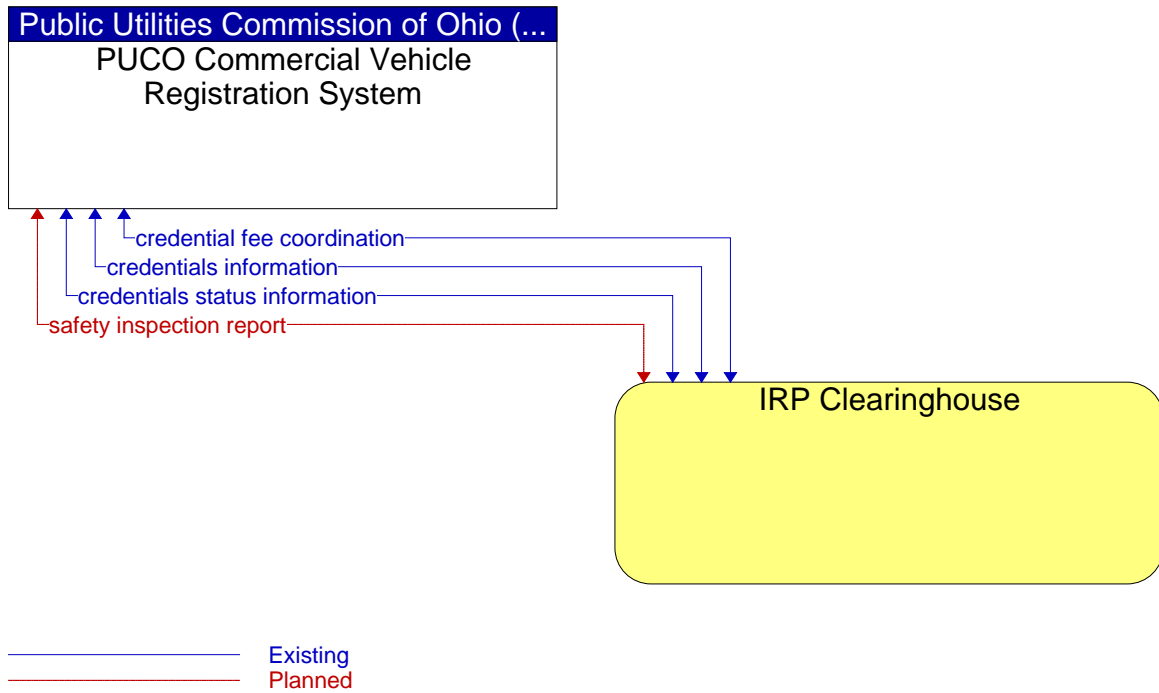 Public Utilities Commission of Ohio (...
PUCO Commercial Vehicle
Registration System
credential fee coordination
credentials information
credentials status information
safety inspection report
IRP Clearinghouse
Existing
Planned